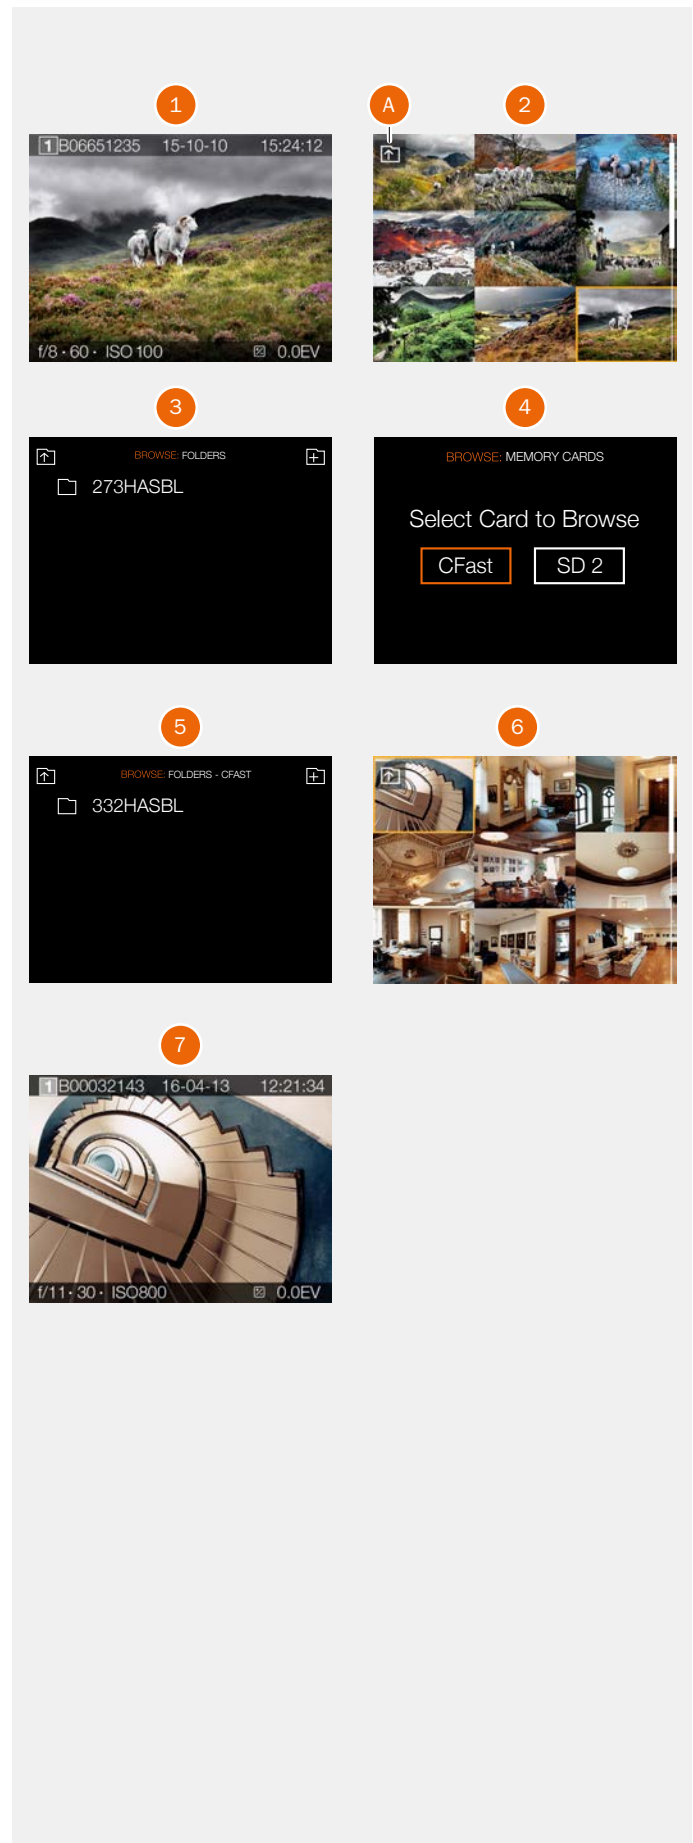 1
A
2
1 B06651235 15-10-10 15:24:12
f/8 · 60 · ISO 100 0.0EV
3
4
BROWSE: FOLDERS
273HASBL
BROWSE: MEMORY CARDS
Select Card to Browse
CFast SD 2
5
6
BROWSE: FOLDERS - CFAST
332HASBL
7
1 B00032143 16-04-13 12:21:34
f/11 · 30 · ISO800 0.0EV